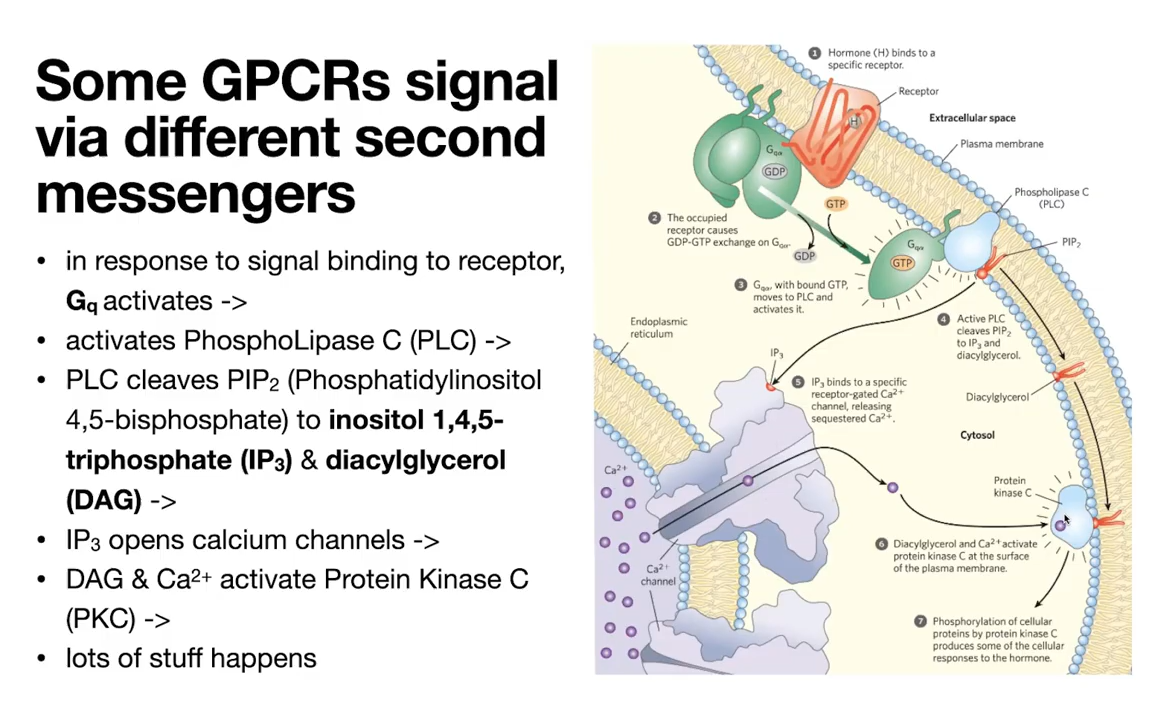 Some GPCRs signal
via different second
messengers
• in response to signal binding to receptor,
Gq activates ->
• activates PhosphoLipase C (PLC) ->
• PLC cleaves PIP₂ (Phosphatidylinositol
4,5-bisphosphate) to inositol 1,4,5-
triphosphate (IP₃) & diacylglycerol
(DAG) ->
• IP₃ opens calcium channels ->
• DAG & Ca²⁺ activate Protein Kinase C
(PKC) ->
• lots of stuff happens
1 Hormone (H) binds to a
specific receptor.
Receptor
H
Extracellular space
Plasma membrane
Gqα
GDP
Phospholipase C
(PLC)
GTP
2 The occupied
receptor causes
GDP-GTP exchange on Gqα.
GDP
Gqα
GTP
PIP₂
3 Gqα, with bound GTP,
moves to PLC and
activates it.
Endoplasmic
reticulum
4 Active PLC
cleaves PIP₂
to IP₃ and
diacylglycerol.
IP₃
5 IP₃ binds to a specific
receptor-gated Ca²⁺
channel, releasing
sequestered Ca²⁺.
Diacylglycerol
Cytosol
Ca²⁺
Protein
kinase C
6 Diacylglycerol and Ca²⁺ activate
protein kinase C at the surface
of the plasma membrane.
Ca²⁺
channel
7 Phosphorylation of cellular
proteins by protein kinase C
produces some of the cellular
responses to the hormone.